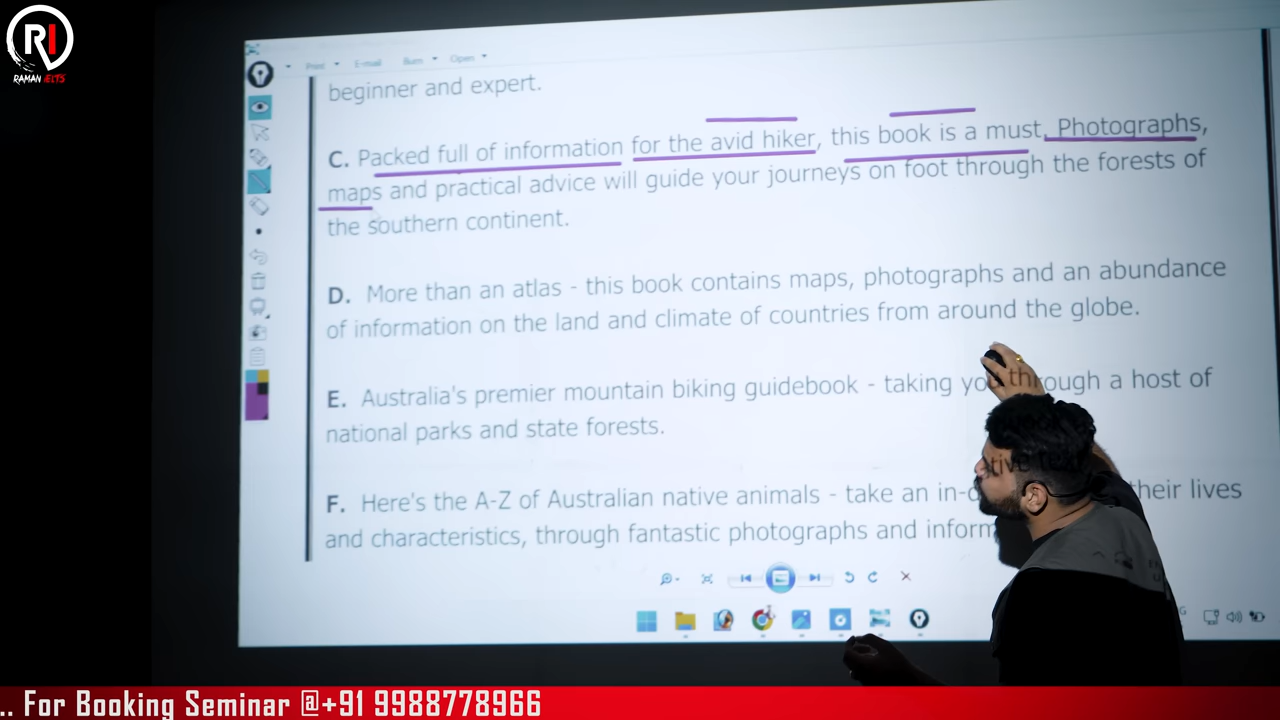 RI
RAMAN IELTS
Print E-mail Burn Open
beginner and expert.
C. Packed full of information for the avid hiker, this book is a must. Photographs,
maps and practical advice will guide your journeys on foot through the forests of
the southern continent.
D. More than an atlas - this book contains maps, photographs and an abundance
of information on the land and climate of countries from around the globe.
E. Australia's premier mountain biking guidebook - taking you through a host of
national parks and state forests.
F. Here's the A-Z of Australian native animals - take an their lives
and characteristics, through fantastic photographs and
.. For Booking Seminar @+91 9988778966